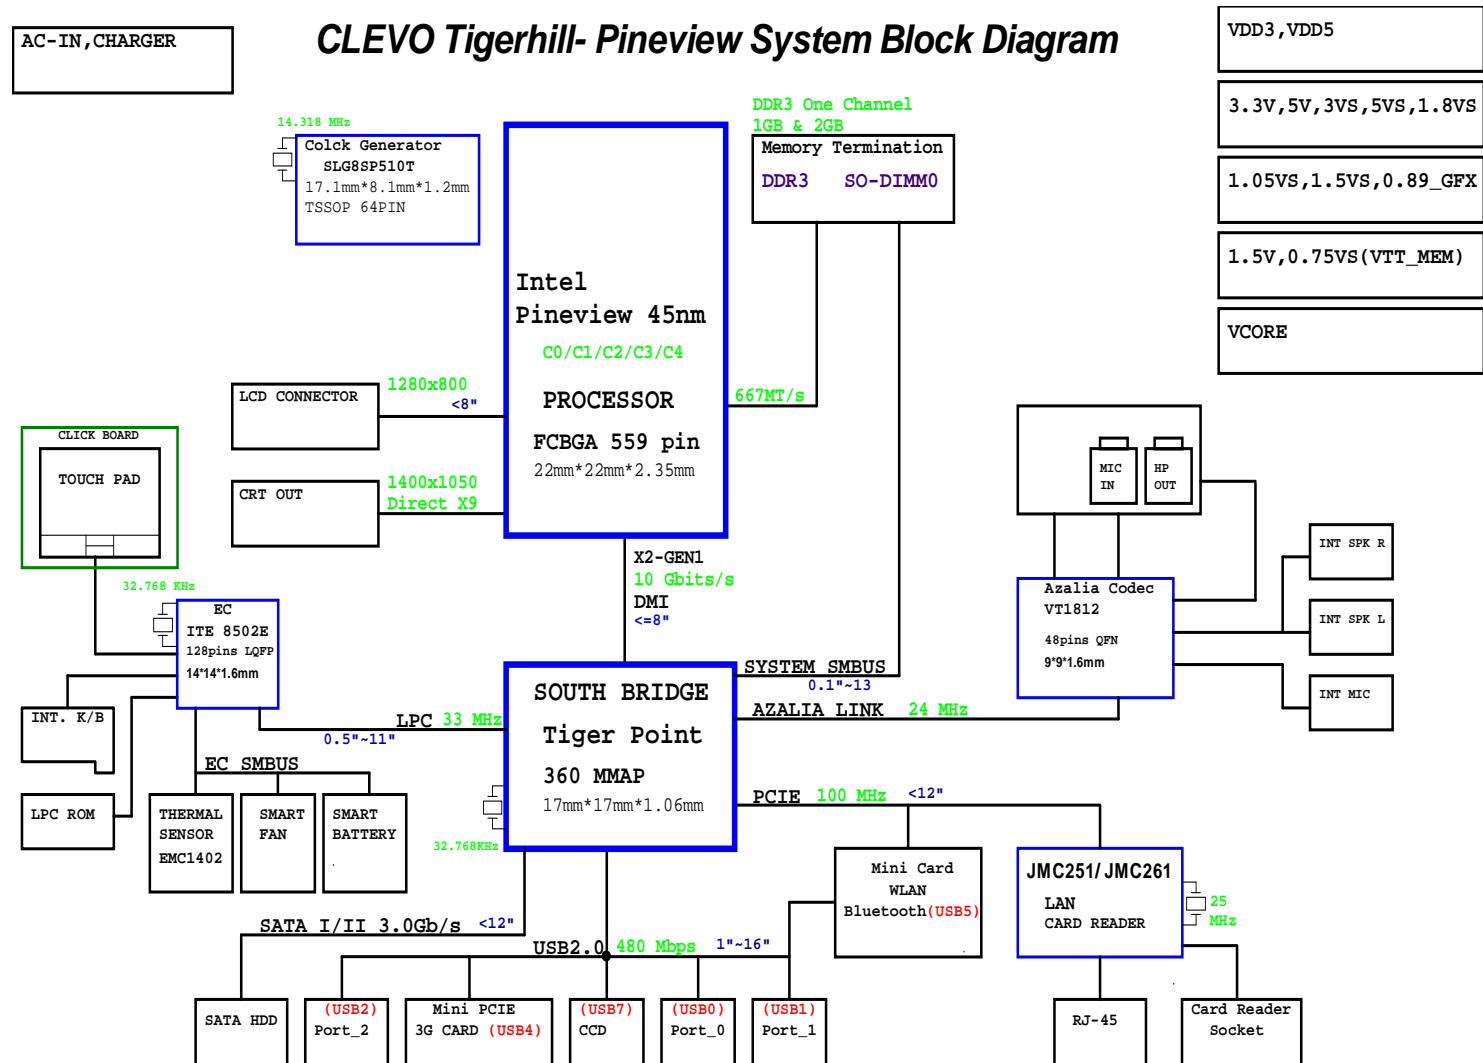 CLEVO Tigerhill- Pineview System Block Diagram
AC-IN,CHARGER
VDD3,VDD5
3.3V,5V,3VS,5VS,1.8VS
1.05VS,1.5VS,0.89_GFX
1.5V,0.75VS(VTT_MEM)
VCORE
14.318 MHz
Colck Generator
SLG8SP510T
17.1mm*8.1mm*1.2mm
TSSOP 64PIN
DDR3 One Channel
1GB & 2GB
Memory Termination
DDR3 SO-DIMM0
Intel
Pineview 45nm
C0/C1/C2/C3/C4
PROCESSOR
FCBGA 559 pin
22mm*22mm*2.35mm
667MT/s
LCD CONNECTOR
1280x800
<8"
CRT OUT
1400x1050
Direct X9
CLICK BOARD
TOUCH PAD
32.768 KHz
EC
ITE 8502E
128pins LQFP
14*14*1.6mm
INT. K/B
LPC ROM
X2-GEN1
10 Gbits/s
DMI
<=8"
MIC
IN
HP
OUT
Azalia Codec
VT1812
48pins QFN
9*9*1.6mm
INT SPK R
INT SPK L
INT MIC
SOUTH BRIDGE
Tiger Point
360 MMAP
17mm*17mm*1.06mm
32.768KHz
SYSTEM SMBUS
0.1"~13
AZALIA LINK 24 MHz
LPC 33 MHz
0.5"~11"
EC SMBUS
THERMAL
SENSOR
EMC1402
SMART
FAN
SMART
BATTERY
PCIE 100 MHz <12"
Mini Card
WLAN
Bluetooth(USB5)
JMC251/ JMC261
LAN
CARD READER
25
MHz
SATA I/II 3.0Gb/s <12"
USB2.0 480 Mbps 1"~16"
SATA HDD
(USB2)
Port_2
Mini PCIE
3G CARD (USB4)
(USB7)
CCD
(USB0)
Port_0
(USB1)
Port_1
RJ-45
Card Reader
Socket